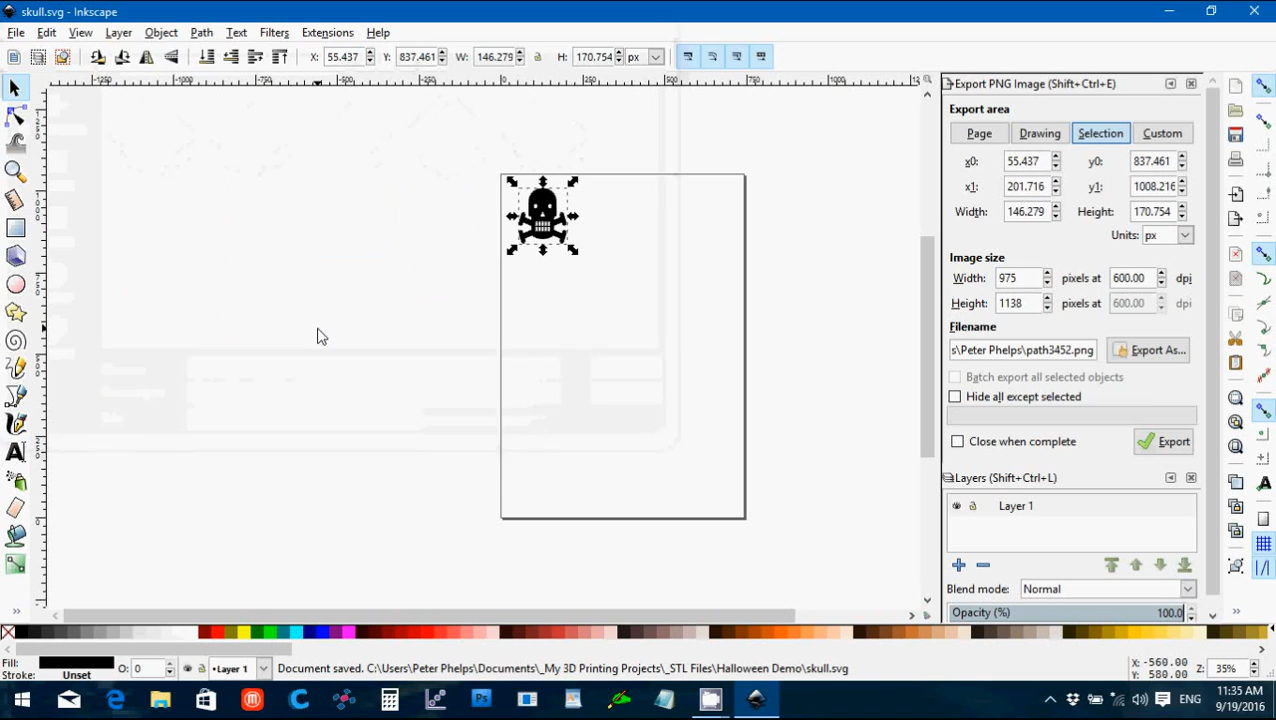 skull.svg - Inkscape
File Edit View Layer Object Path Text Filters Extensions Help
X: 55.437 Y: 837.461 W: 146.279 H: 170.754 px
Export PNG Image (Shift+Ctrl+E)
Export area
Page Drawing Selection Custom
x0: 55.437 y0: 837.461
x1: 201.716 y1: 1008.216
Width: 146.279 Height: 170.754
Units: px
Image size
Width: 975 pixels at 600.00 dpi
Height: 1138 pixels at 600.00 dpi
Filename
s\Peter Phelps\path3452.png Export As...
Batch export all selected objects
Hide all except selected
Close when complete Export
Layers (Shift+Ctrl+L)
Layer 1
Blend mode: Normal
Opacity (%) 100.0
Fill:
Stroke: Unset
O: 0
Layer 1
Document saved. C:\Users\Peter Phelps\Documents\_My 3D Printing Projects\_STL Files\Halloween Demo\skull.svg
X: -560.00
Y: 580.00
Z: 35%
ENG
11:35 AM
9/19/2016